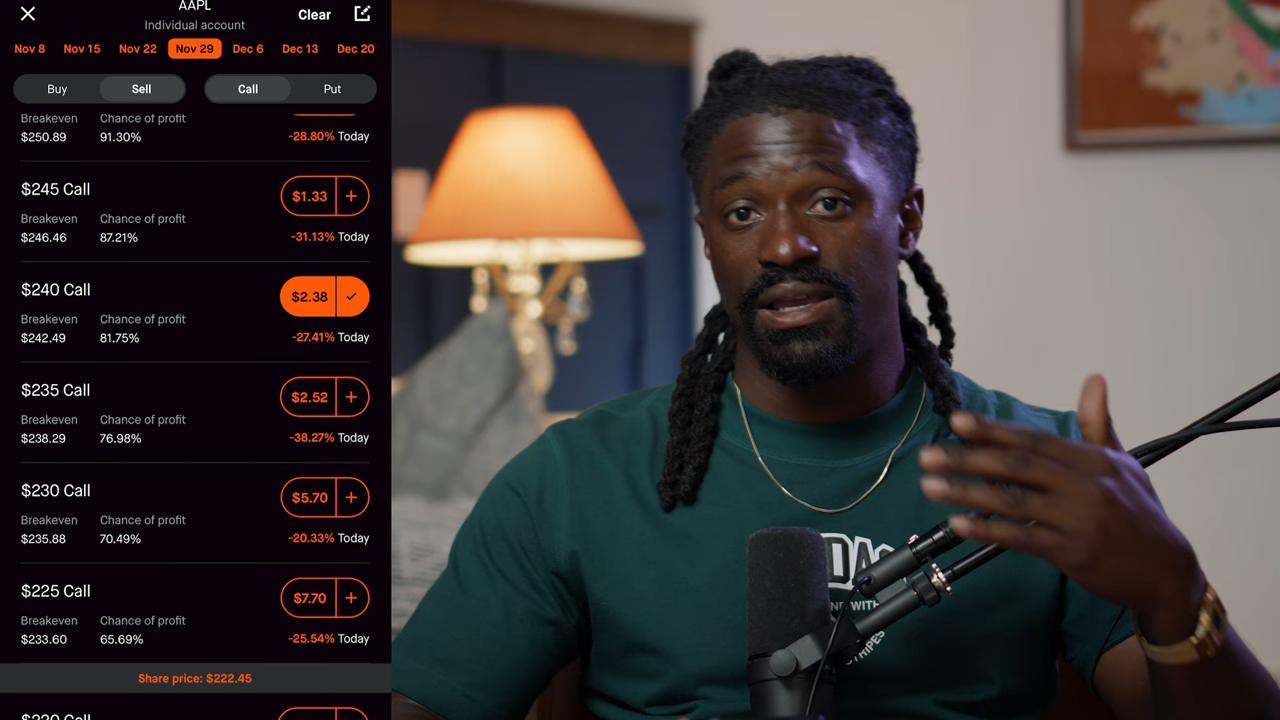 AAPL
Individual account
Clear
Nov 8 Nov 15 Nov 22 Nov 29 Dec 6 Dec 13 Dec 20
Buy Sell Call Put
Breakeven Chance of profit
$250.89 91.30% -28.80% Today
$245 Call
$1.33 +
Breakeven Chance of profit
$246.46 87.21% -31.13% Today
$240 Call
$2.38
Breakeven Chance of profit
$242.49 81.75% -27.41% Today
$235 Call
$2.52 +
Breakeven Chance of profit
$238.29 76.98% -38.27% Today
$230 Call
$5.70 +
Breakeven Chance of profit
$235.88 70.49% -20.33% Today
$225 Call
$7.70 +
Breakeven Chance of profit
$233.60 65.69% -25.54% Today
Share price: $222.45
$220 Call
WITH